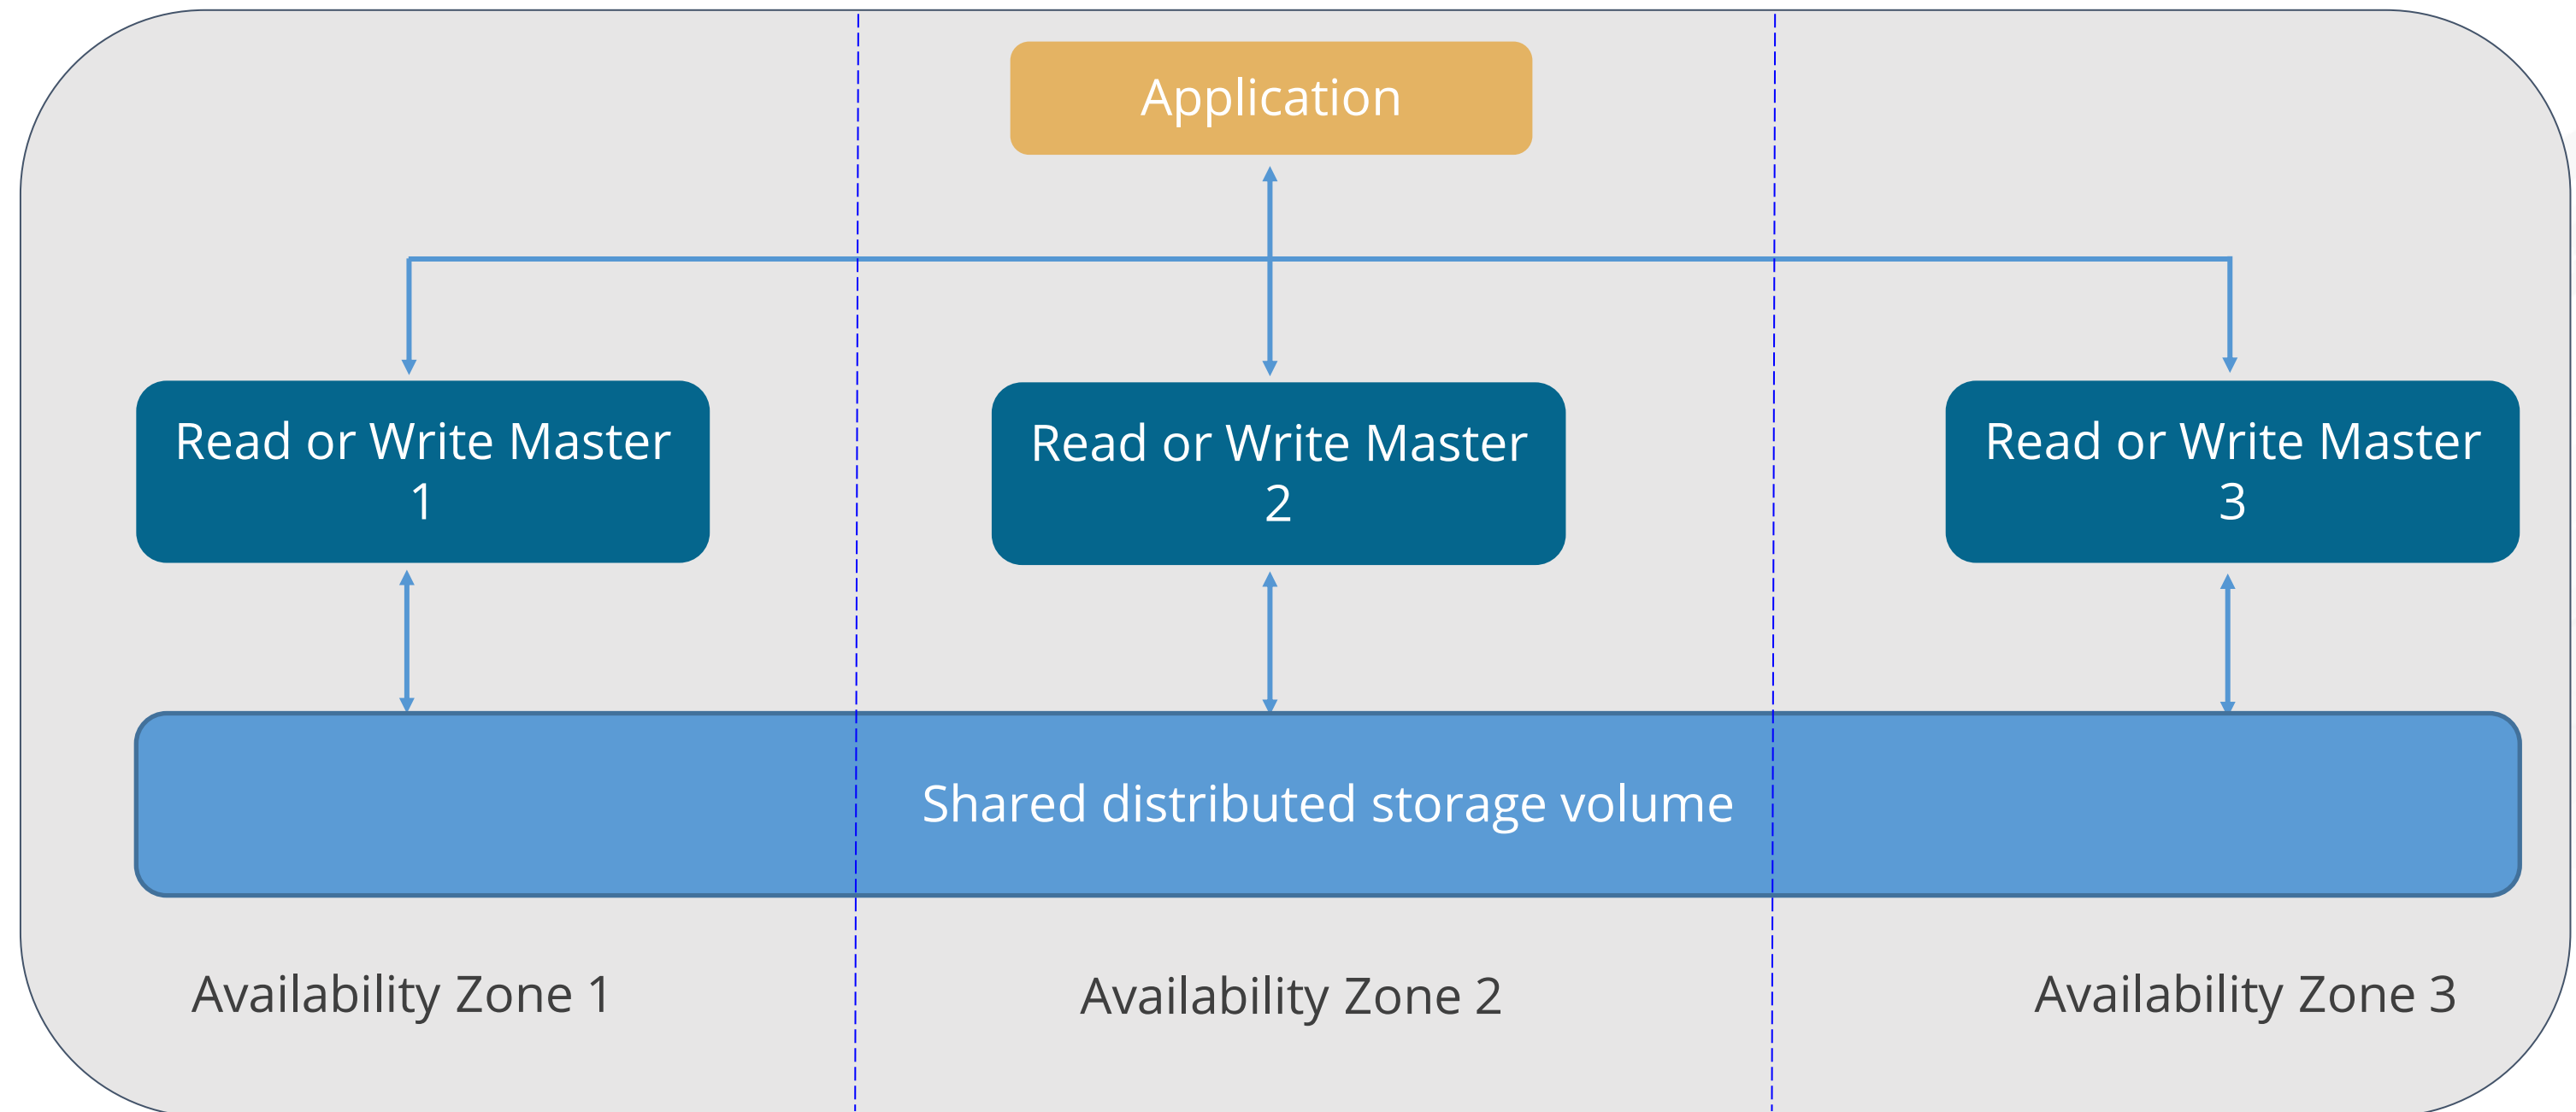 Application
Read or Write Master
1
Read or Write Master
2
Read or Write Master
3
Shared distributed storage volume
Availability Zone 1
Availability Zone 2
Availability Zone 3